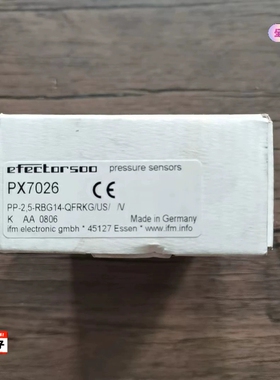 efector500 pressure sensors
PX7026 CE
PP-2,5-RBG14-QFRKG/US/ /V
K AA 0806 Made in Germany
ifm electronic gmbh * 45127 Essen * www.ifm.info